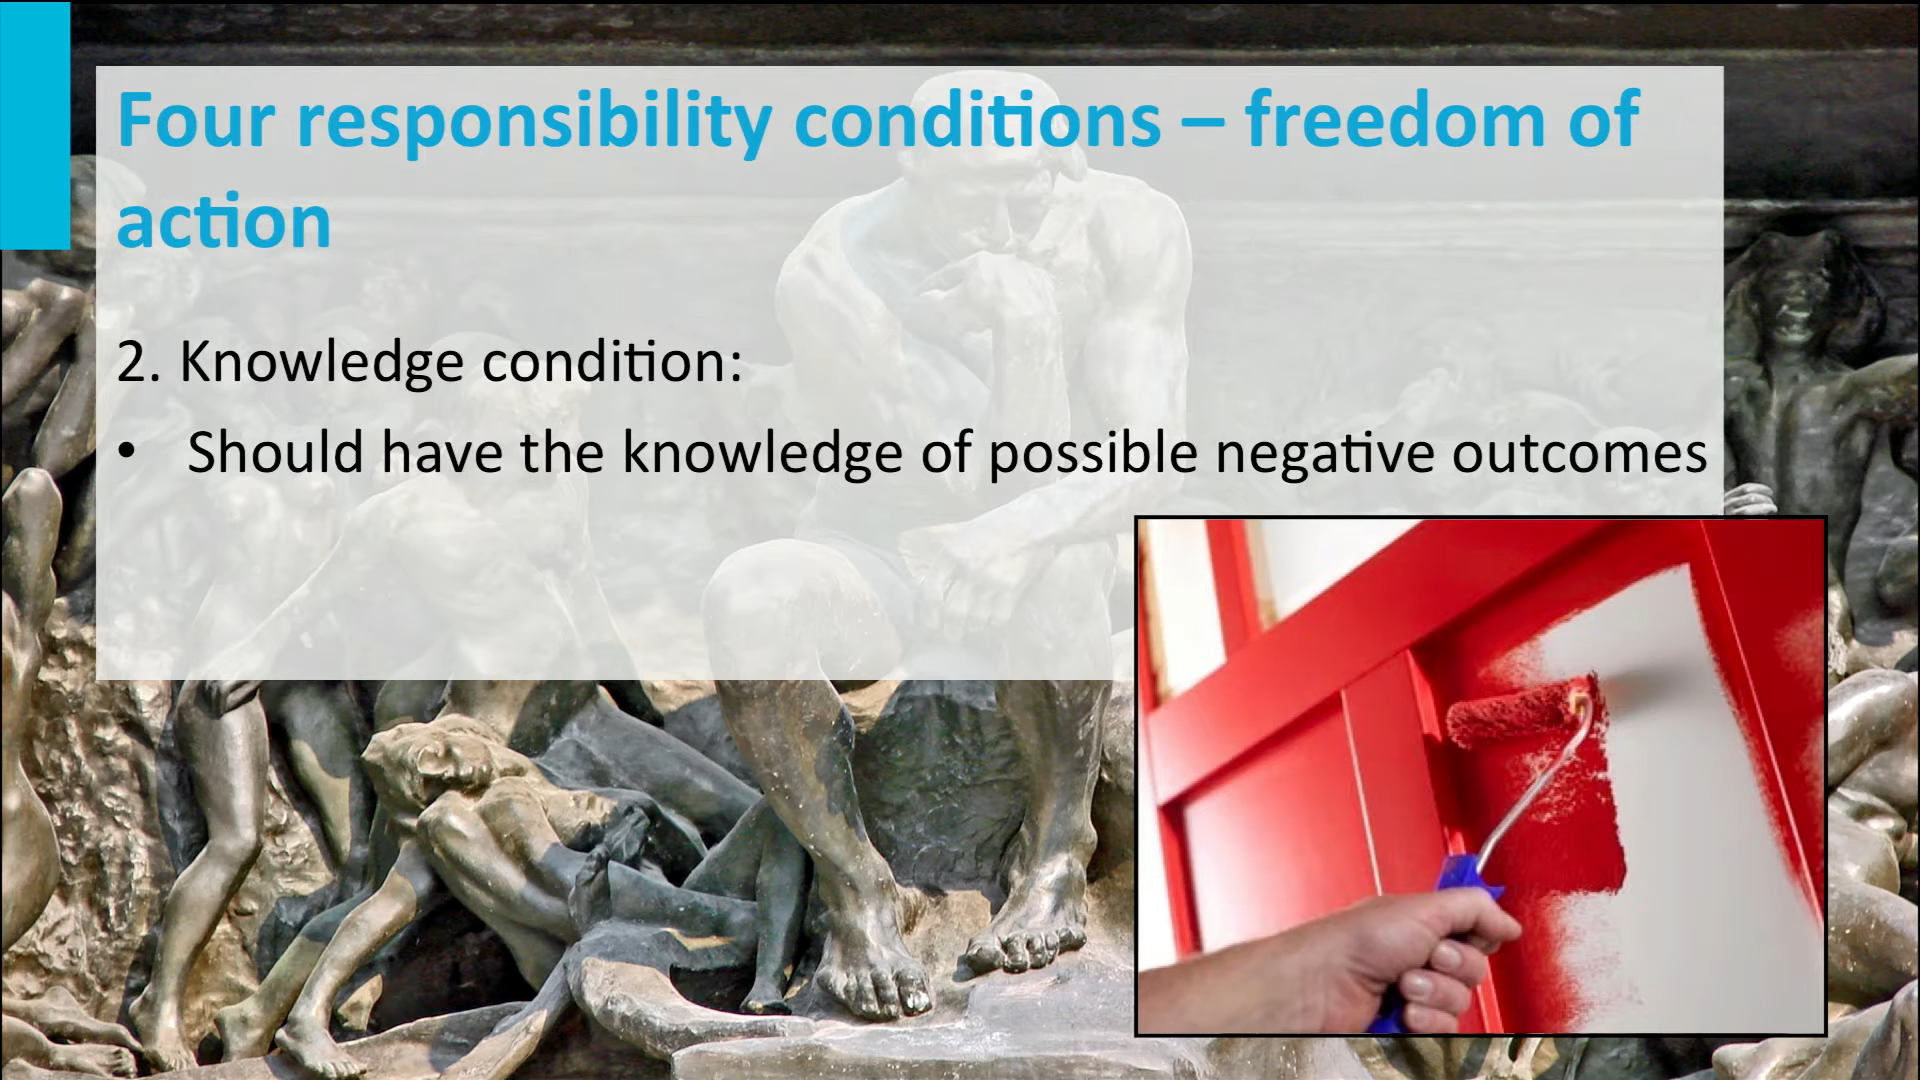 Four responsibility conditions – freedom of
action
2. Knowledge condition:
• Should have the knowledge of possible negative outcomes